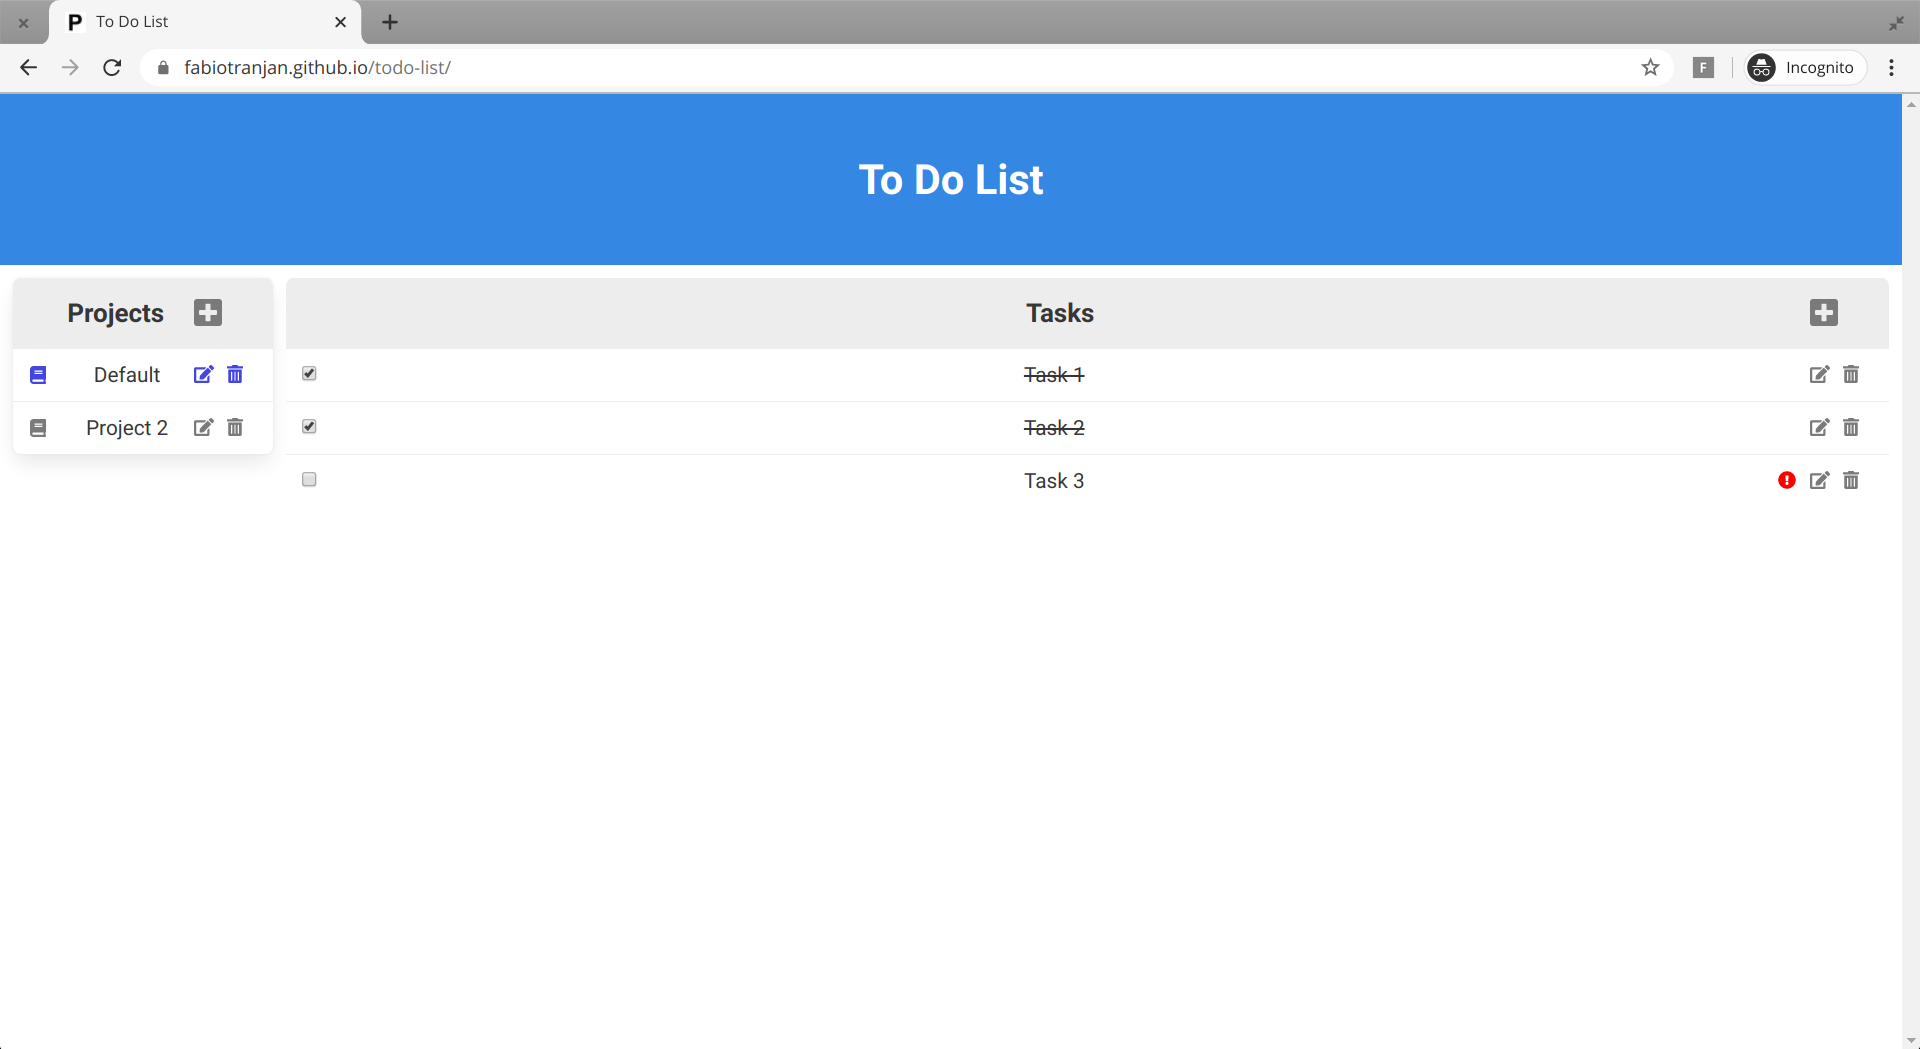 P To Do List
fabiotranjan.github.io/todo-list/
F
Incognito
To Do List
Projects
Default
Project 2
Tasks
Task 1
Task 2
Task 3